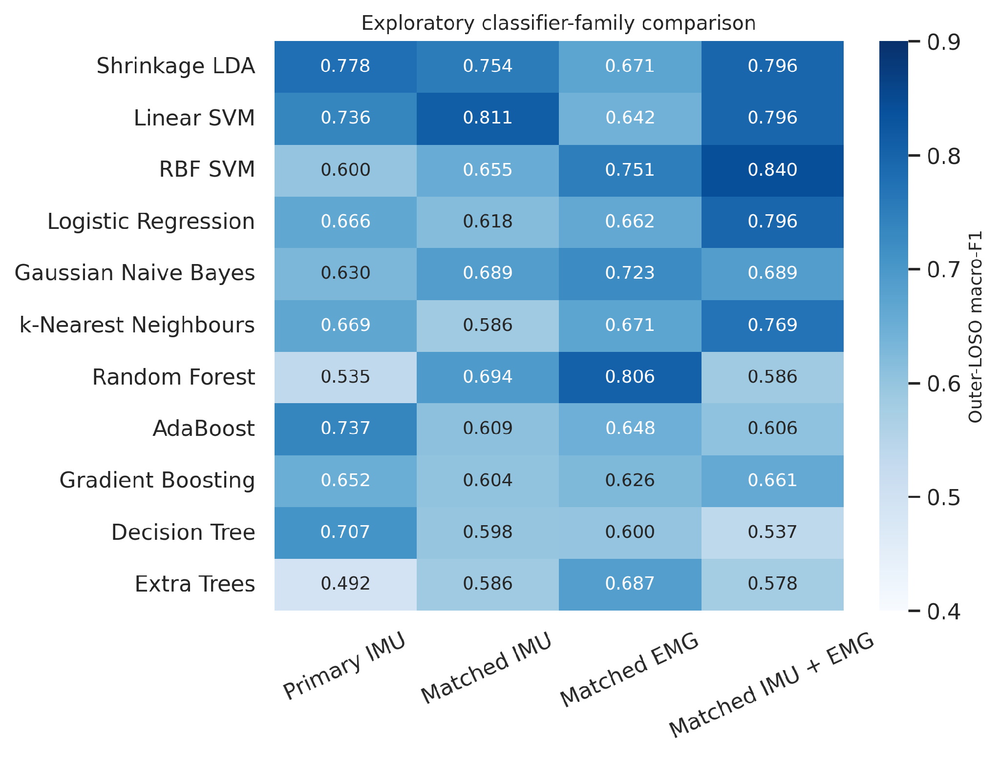 Exploratory classifier-family comparison
Shrinkage LDA 0.778 0.754 0.671 0.796
Linear SVM 0.736 0.811 0.642 0.796
RBF SVM 0.600 0.655 0.751 0.840
Logistic Regression 0.666 0.618 0.662 0.796
Gaussian Naive Bayes 0.630 0.689 0.723 0.689
k-Nearest Neighbours 0.669 0.586 0.671 0.769
Random Forest 0.535 0.694 0.806 0.586
AdaBoost 0.737 0.609 0.648 0.606
Gradient Boosting 0.652 0.604 0.626 0.661
Decision Tree 0.707 0.598 0.600 0.537
Extra Trees 0.492 0.586 0.687 0.578
Primary IMU
Matched IMU
Matched EMG
Matched IMU + EMG
0.9
0.8
0.7
0.6
0.5
0.4
Outer-LOSO macro-F1